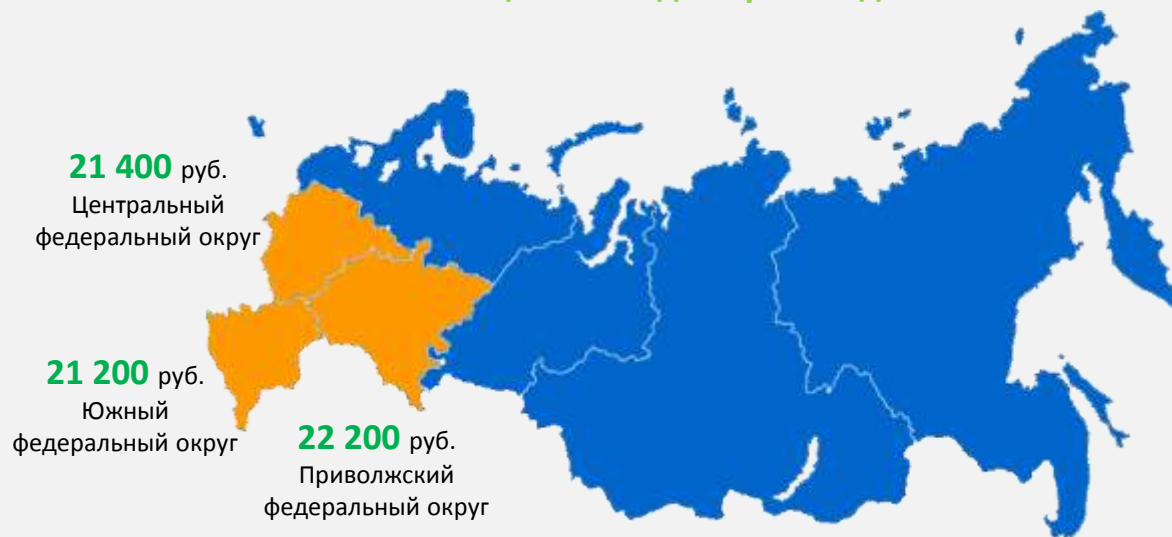 21 400 руб.
Центральный
федеральный округ
21 200 руб.
Южный
федеральный округ
22 200 руб.
Приволжский
федеральный округ